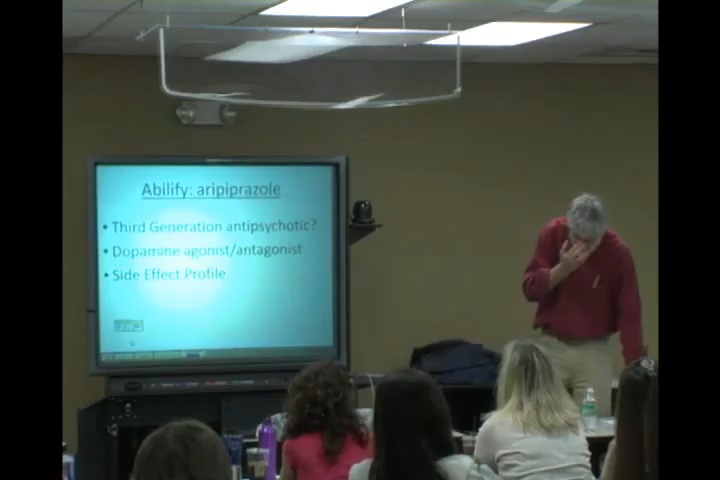 Abilify: aripiprazole
• Third Generation antipsychotic?
• Dopamine agonist/antagonist
• Side Effect Profile